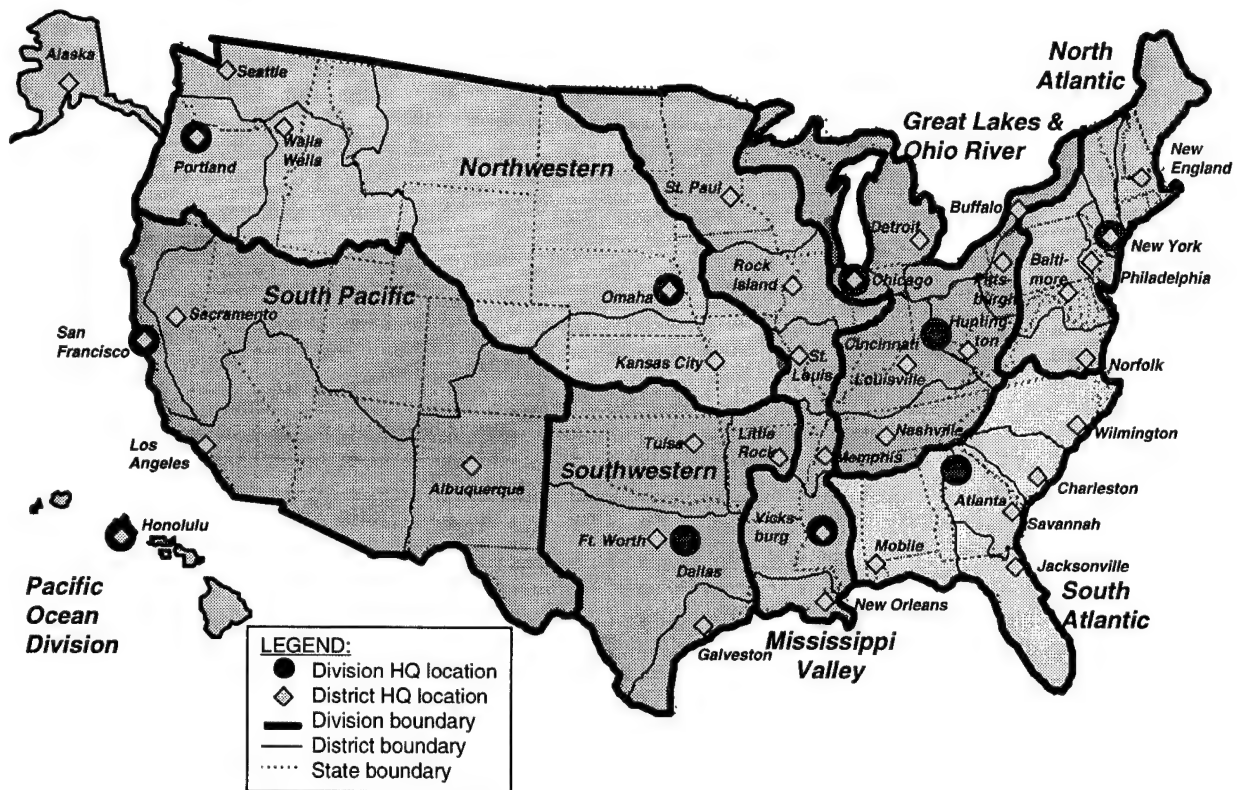 Alaska
Seattle
North
Atlantic
Great Lakes &
Ohio River
Portland
Walla
Walla
Northwestern
St. Paul
New
England
Buffalo
Detroit
New York
Rock
Island
Chicago
Pitts-
burgh
Balti-
more
Philadelphia
Omaha
South Pacific
Sacramento
San
Francisco
Hunting-
ton
Cincinnati
Kansas City
St.
Louis
Louisville
Norfolk
Los
Angeles
Tulsa
Little
Rock
Nashville
Memphis
Wilmington
Southwestern
Albuquerque
Atlanta
Charleston
Savannah
Honolulu
Ft. Worth
Vicks-
burg
Mobile
Dallas
Jacksonville
Pacific
Ocean
Division
New Orleans
South
Atlantic
Galveston
Mississippi
Valley
LEGEND:
Division HQ location
District HQ location
Division boundary
District boundary
State boundary